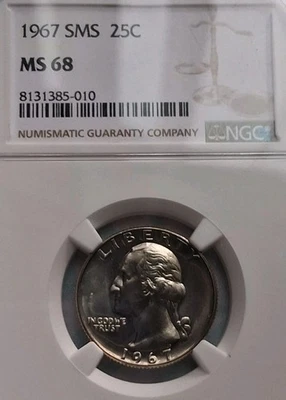 1967 SMS 25C
MS 68
8131385-010
NUMISMATIC GUARANTY COMPANY NGC
LIBERTY
IN GOD WE
TRUST
1967